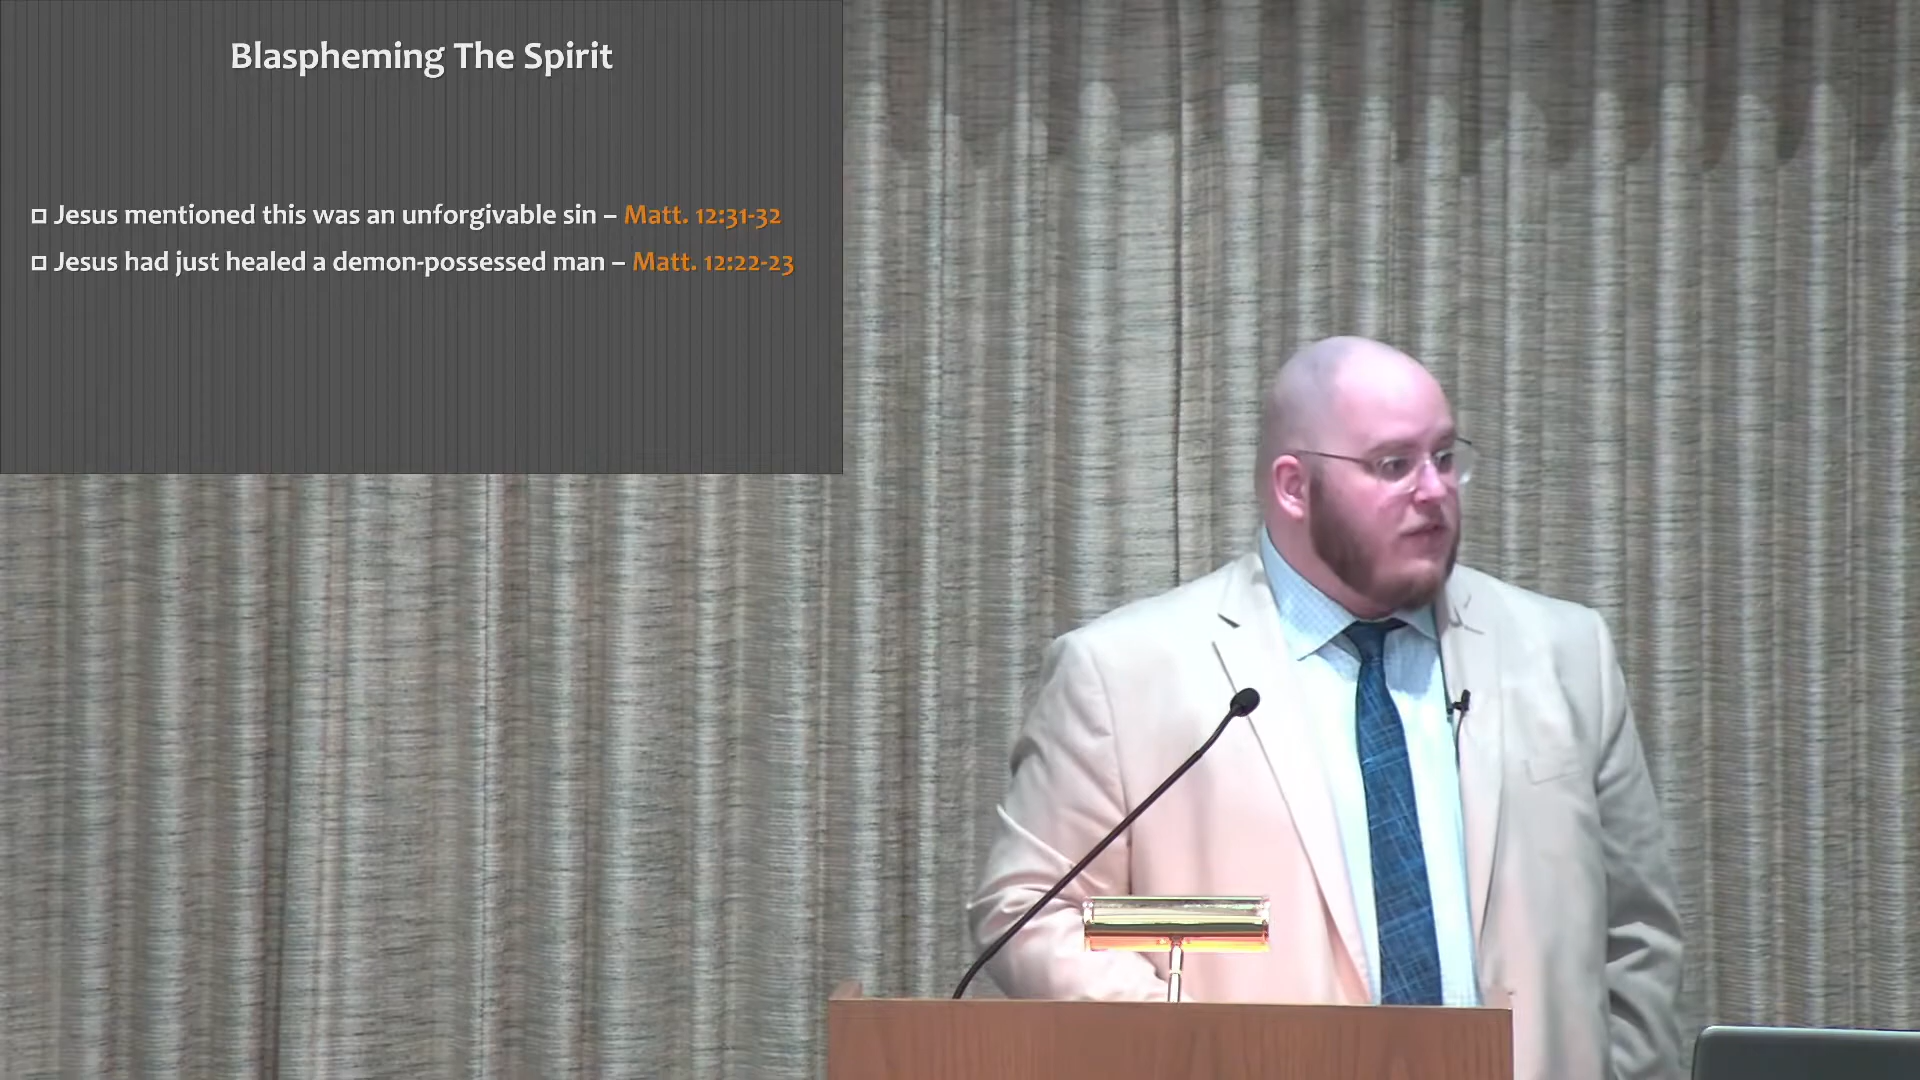 Blaspheming The Spirit
Jesus mentioned this was an unforgivable sin – Matt. 12:31-32
Jesus had just healed a demon-possessed man – Matt. 12:22-23